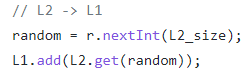 // L2 -> L1
random = r.nextInt(L2_size);
L1.add(L2.get(random));